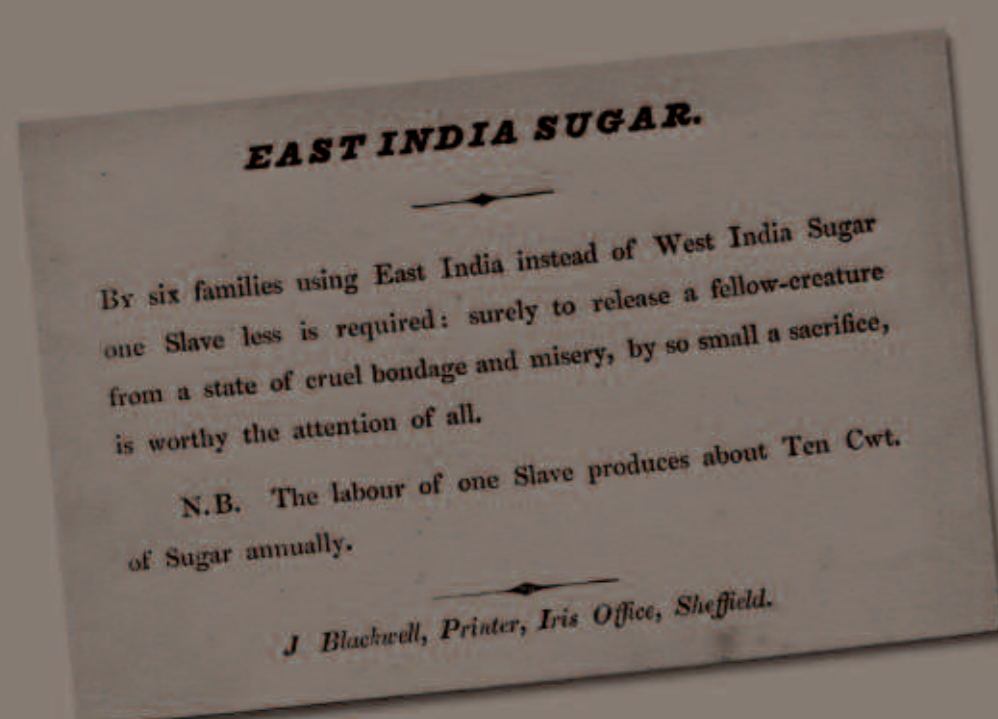 EAST INDIA SUGAR.
By six families using East India instead of West India Sugar
one Slave less is required: surely to release a fellow-creature
from a state of cruel bondage and misery, by so small a sacrifice,
is worthy the attention of all.
N.B. The labour of one Slave produces about Ten Cwt.
of Sugar annually.
J Blackwell, Printer, Iris Office, Sheffield.